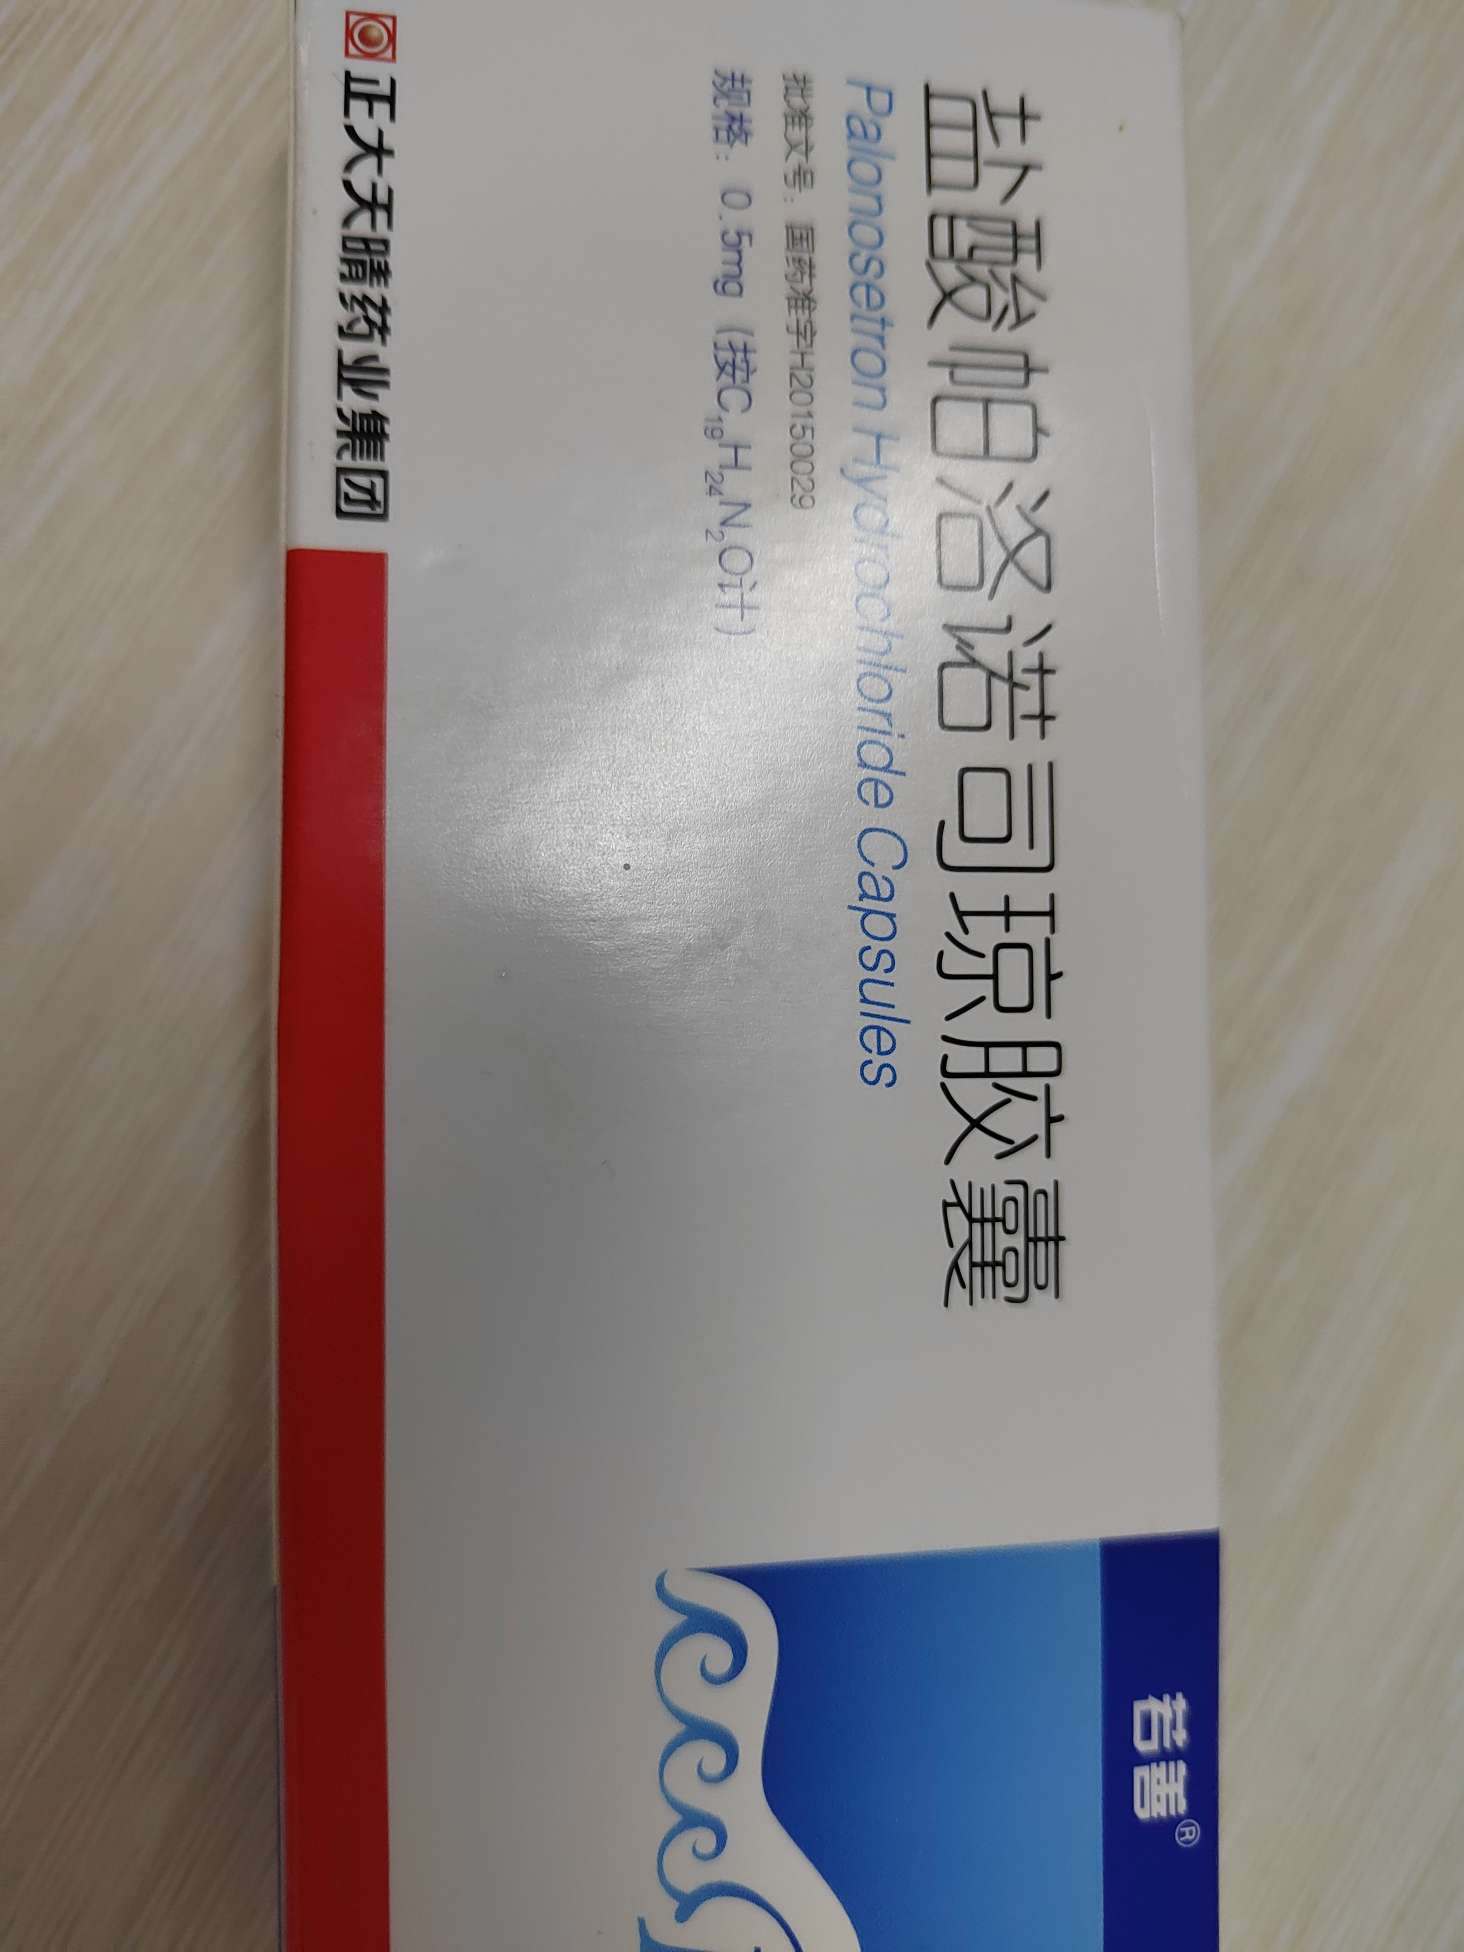 若善®
盐酸帕洛诺司琼胶囊
Palonosetron Hydrochloride Capsules
批准文号：国药准字H20150029
规格：0.5mg（按C₁₉H₂₄N₂O计）
正大天晴药业集团